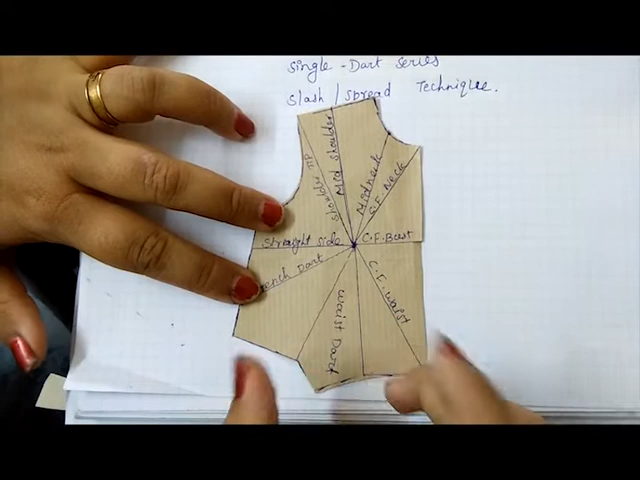 Single - Dart Series
Slash / Spread Technique.
Mid shoulder
shoulder tip
Midneck
C.F. Neck
Straight side
C.F. Bust
Dart
C.F. Waist
Waist Dart